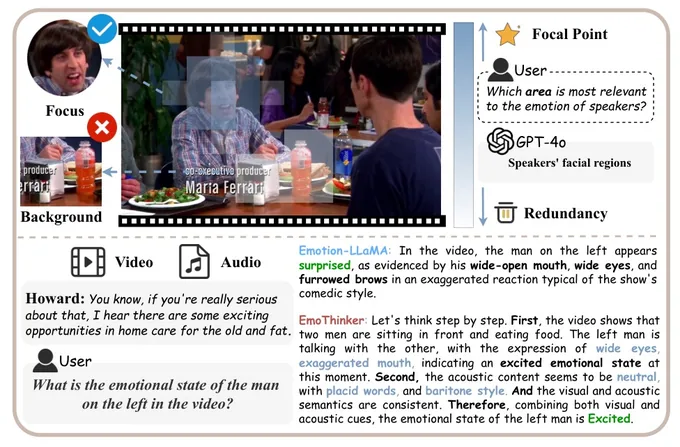 Focus
Background
co-executive producer
Maria Ferrari
producer
errari
Focal Point
User
Which area is most relevant
to the emotion of speakers?
GPT-4o
Speakers' facial regions
Redundancy
Video
Audio
Howard: You know, if you're really serious
about that, I hear there are some exciting
opportunities in home care for the old and fat.
User
What is the emotional state of the man
on the left in the video?
Emotion-LLaMA: In the video, the man on the left appears
surprised, as evidenced by his wide-open mouth, wide eyes, and
furrowed brows in an exaggerated reaction typical of the show's
comedic style.
EmoThinker: Let's think step by step. First, the video shows that
two men are sitting in front and eating food. The left man is
talking with the other, with the expression of wide eyes,
exaggerated mouth, indicating an excited emotional state at
this moment. Second, the acoustic content seems to be neutral,
with placid words, and baritone style. And the visual and acoustic
semantics are consistent. Therefore, combining both visual and
acoustic cues, the emotional state of the left man is Excited.